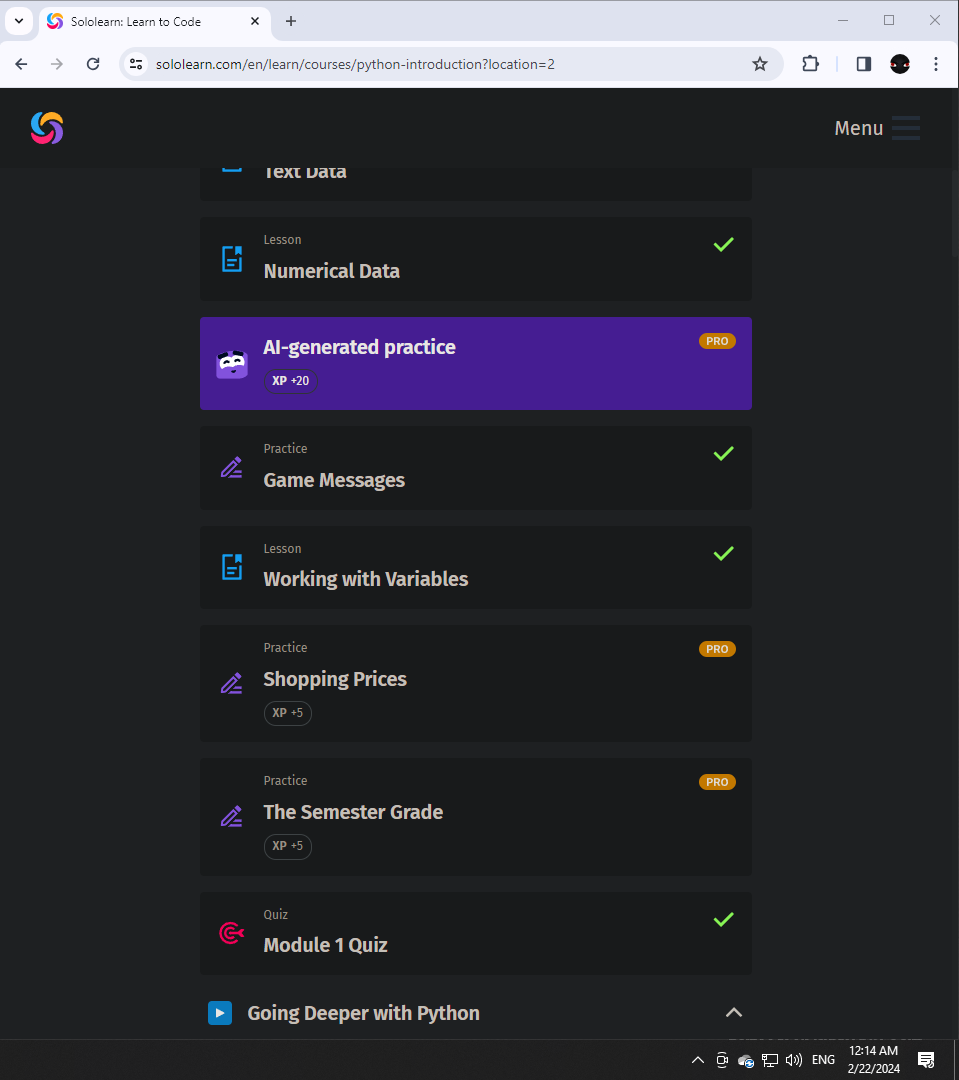 Sololearn: Learn to Code
sololearn.com/en/learn/courses/python-introduction?location=2
Menu
Text Data
Lesson
Numerical Data
AI-generated practice
PRO
XP +20
Practice
Game Messages
Lesson
Working with Variables
Practice
PRO
Shopping Prices
XP +5
Practice
PRO
The Semester Grade
XP +5
Quiz
Module 1 Quiz
Going Deeper with Python
ENG
12:14 AM
2/22/2024